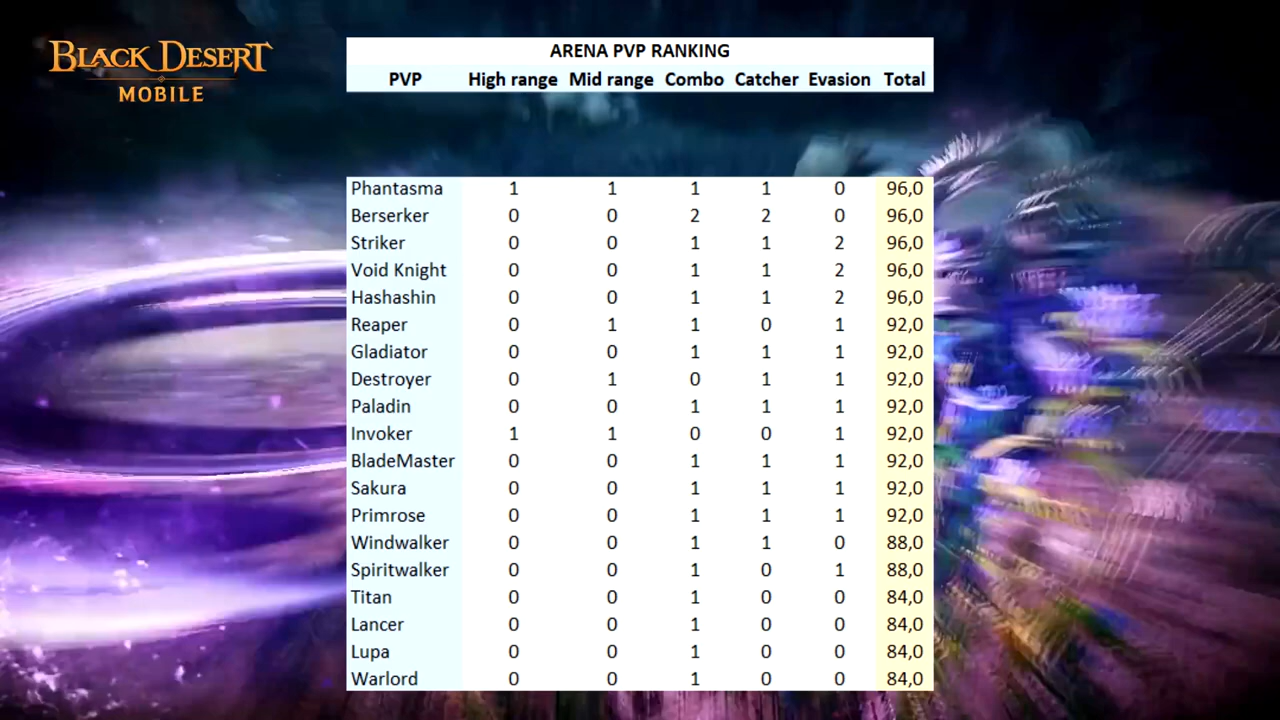 BLACK DESERT
MOBILE
ARENA PVP RANKING
PVP High range Mid range Combo Catcher Evasion Total
Phantasma 1 1 1 1 0 96,0
Berserker 0 0 2 2 0 96,0
Striker 0 0 1 1 2 96,0
Void Knight 0 0 1 1 2 96,0
Hashashin 0 0 1 1 2 96,0
Reaper 0 1 1 0 1 92,0
Gladiator 0 0 1 1 1 92,0
Destroyer 0 1 0 1 1 92,0
Paladin 0 0 1 1 1 92,0
Invoker 1 1 0 0 1 92,0
BladeMaster 0 0 1 1 1 92,0
Sakura 0 0 1 1 1 92,0
Primrose 0 0 1 1 1 92,0
Windwalker 0 0 1 1 0 88,0
Spiritwalker 0 0 1 0 1 88,0
Titan 0 0 1 0 0 84,0
Lancer 0 0 1 0 0 84,0
Lupa 0 0 1 0 0 84,0
Warlord 0 0 1 0 0 84,0